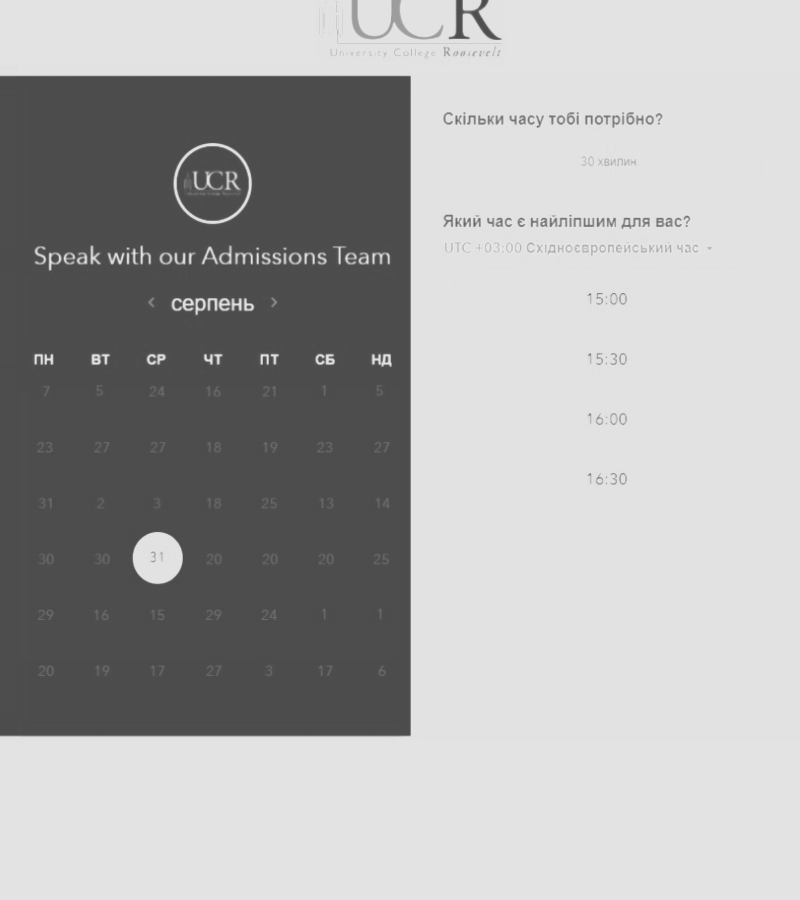 UCR
University College Roosevelt
UCR
Speak with our Admissions Team
серпень
ПН ВТ СР ЧТ ПТ СБ НД
7 5 24 16 21 1 5
23 27 27 18 19 23 27
31 2 3 18 25 13 14
30 30 31 20 20 20 25
29 16 15 29 24 1 1
20 19 17 27 3 17 6
Скільки часу тобі потрібно?
30 хвилин
Який час є найліпшим для вас?
UTC +03:00 Східноєвропейський час
15:00
15:30
16:00
16:30